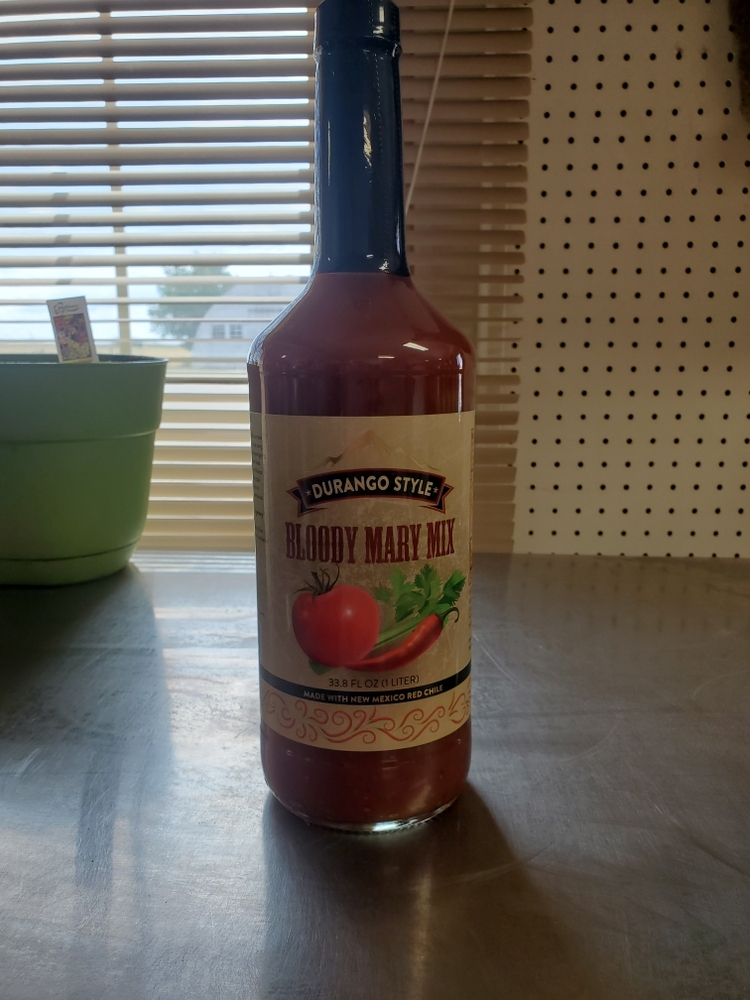 DURANGO STYLE
BLOODY MARY MIX
33.8 FL OZ (1 LITER)
MADE WITH NEW MEXICO RED CHILE